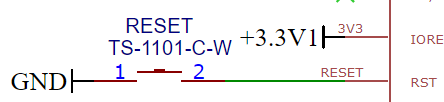 RESET
TS-1101-C-W
+3.3V1 3V3 IORE
GND 1 2 RESET RST